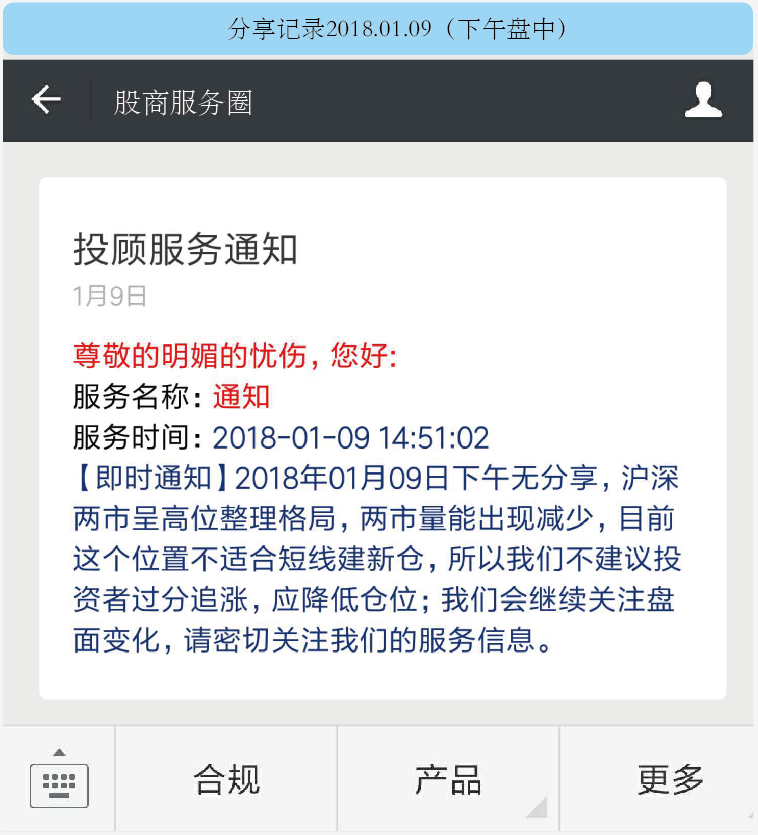 分享记录2018.01.09（下午盘中）
股商服务圈
投顾服务通知
1月9日
尊敬的明媚的忧伤，您好:
服务名称：通知
服务时间：2018-01-09 14:51:02
【即时通知】2018年01月09日下午无分享，沪深
两市呈高位整理格局，两市量能出现减少，目前
这个位置不适合短线建新仓，所以我们不建议投
资者过分追涨，应降低仓位；我们会继续关注盘
面变化，请密切关注我们的服务信息。
合规
产品
更多